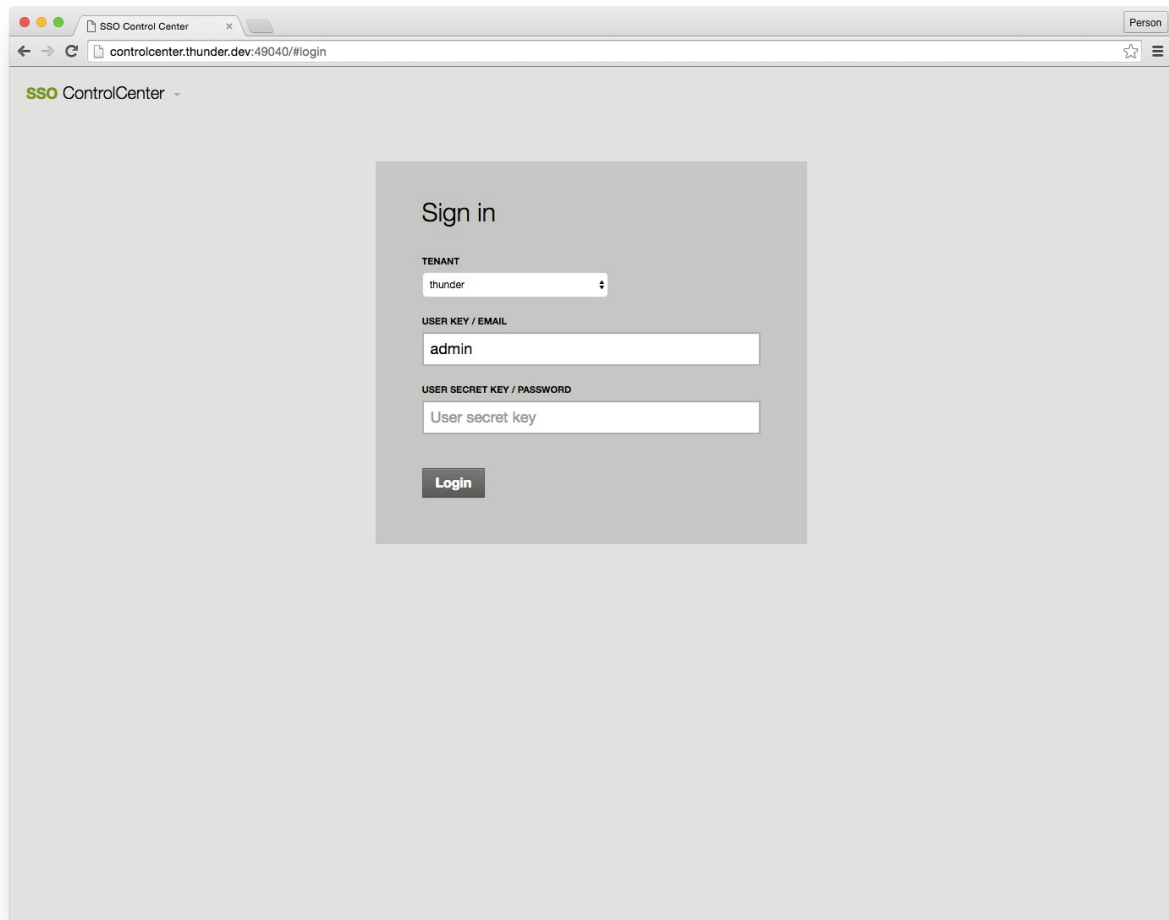 SSO Control Center
Person
controlcenter.thunder.dev:49040/#login
SSO ControlCenter
Sign in
TENANT
thunder
USER KEY / EMAIL
admin
USER SECRET KEY / PASSWORD
User secret key
Login